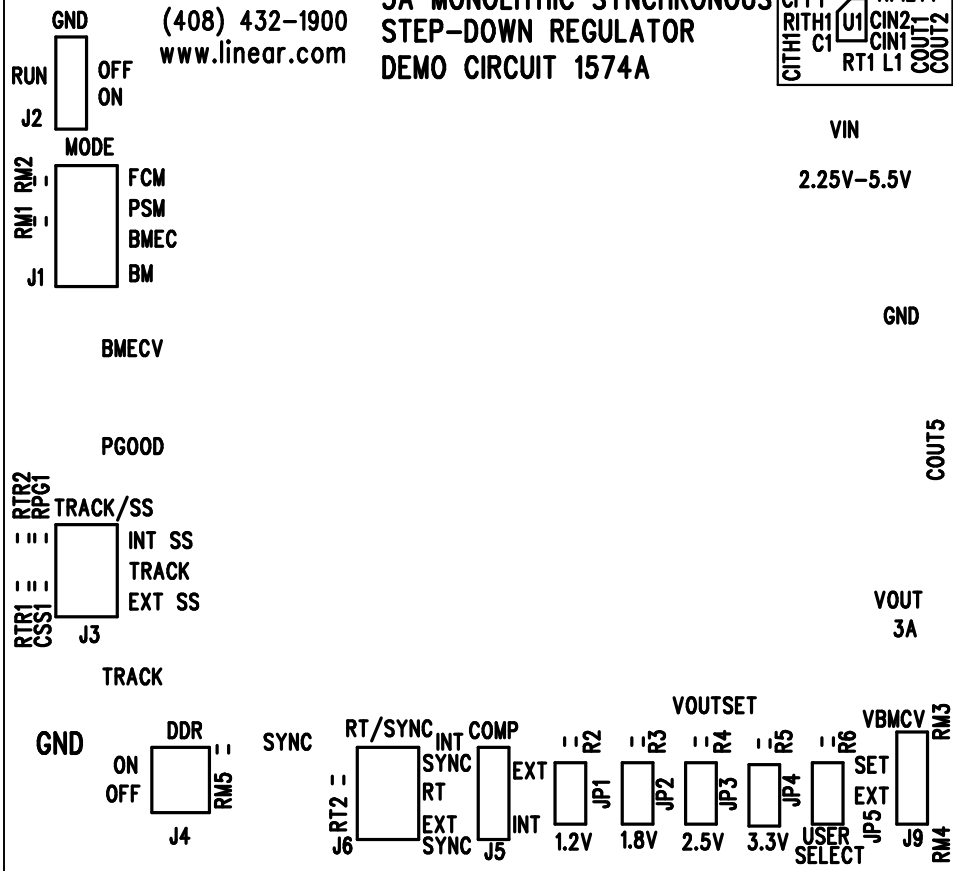 GND
(408) 432-1900
www.linear.com
MONOLITHIC SYNCHRONOUS
STEP-DOWN REGULATOR
DEMO CIRCUIT 1574A
RITH1
CITH1
C1
U1
CIN2
CIN1
RT1 L1
COUT1
COUT2
RUN
OFF
ON
J2
MODE
RM2
RM1
FCM
PSM
BMEC
BM
J1
VIN
2.25V-5.5V
GND
BMECV
PGOOD
COUT5
RTR2
RPG1
TRACK/SS
INT SS
TRACK
EXT SS
RTR1
CSS1
J3
VOUT
3A
TRACK
GND
DDR
ON
OFF
RM5
J4
SYNC
RT/SYNC
INT
SYNC
RT
EXT
SYNC
RT2
J6
COMP
EXT
INT
J5
VOUTSET
R2
JP1
1.2V
R3
JP2
1.8V
R4
JP3
2.5V
R5
JP4
3.3V
R6
JP5
USER
SELECT
VBMCV
SET
EXT
J9
RM3
RM4